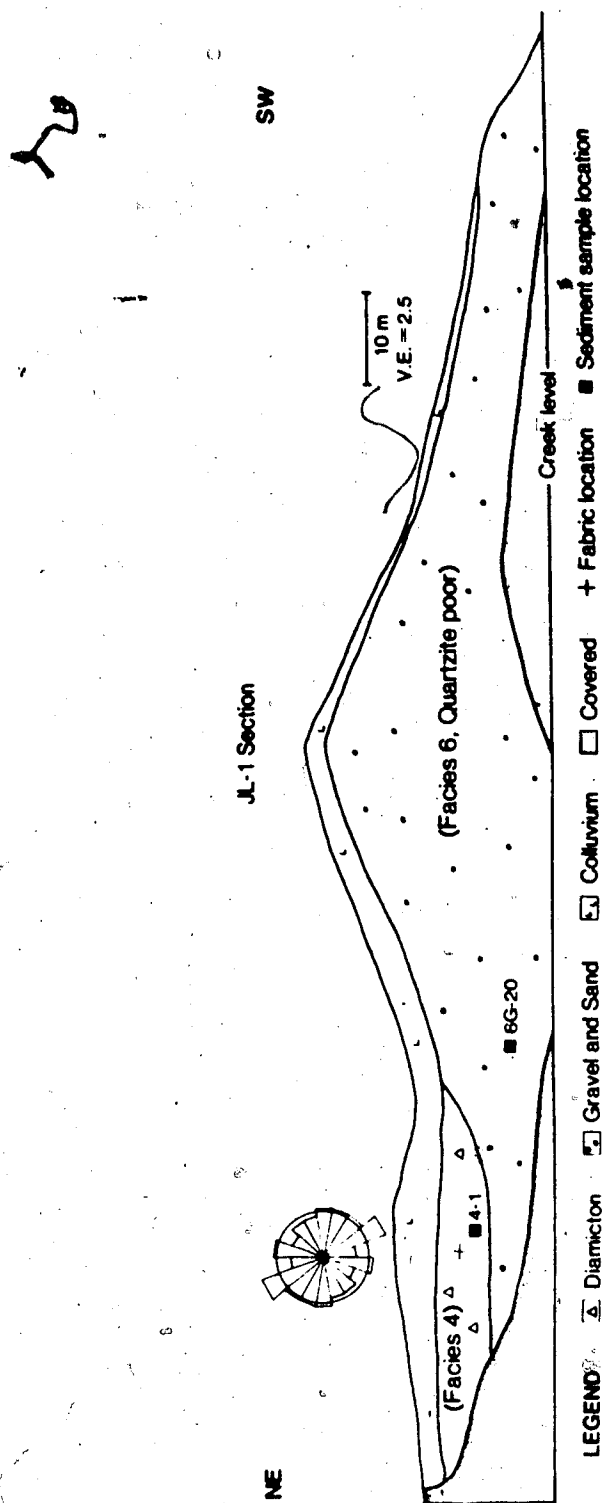 NE
SW
JL-1 Section
10 m
V.E. = 2.5
(Facies 4)
4-1
6G-20
(Facies 6, Quartzite poor)
Creek level
LEGEND Diamicton Gravel and Sand Colluvium Covered + Fabric location Sediment sample location